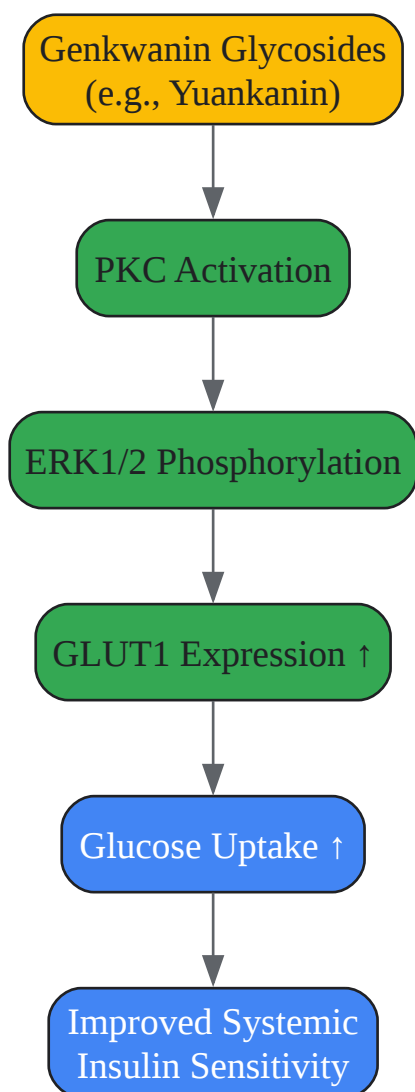 Genkwanin Glycosides
(e.g., Yuankanin)
PKC Activation
ERK1/2 Phosphorylation
GLUT1 Expression ↑
Glucose Uptake ↑
Improved Systemic
Insulin Sensitivity